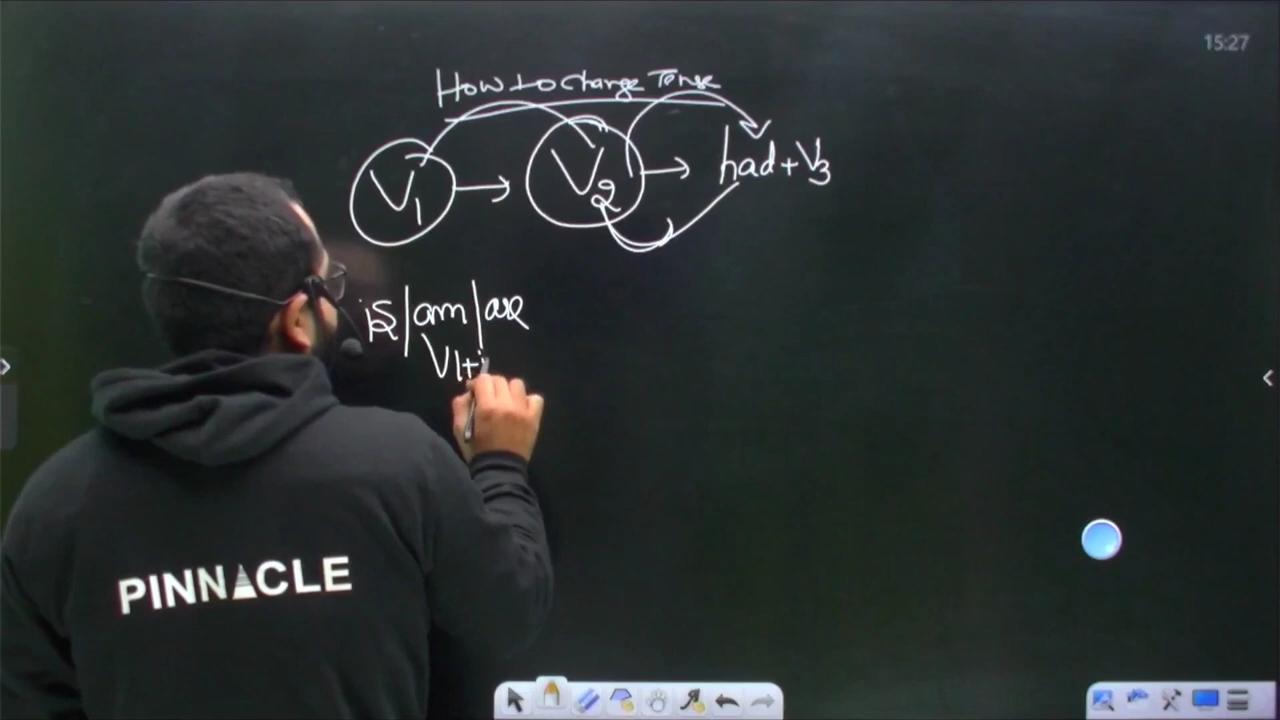 15:27
How to change Tense
V1 → V2 → had + V3
is | am | are
V1+i
PINNACLE